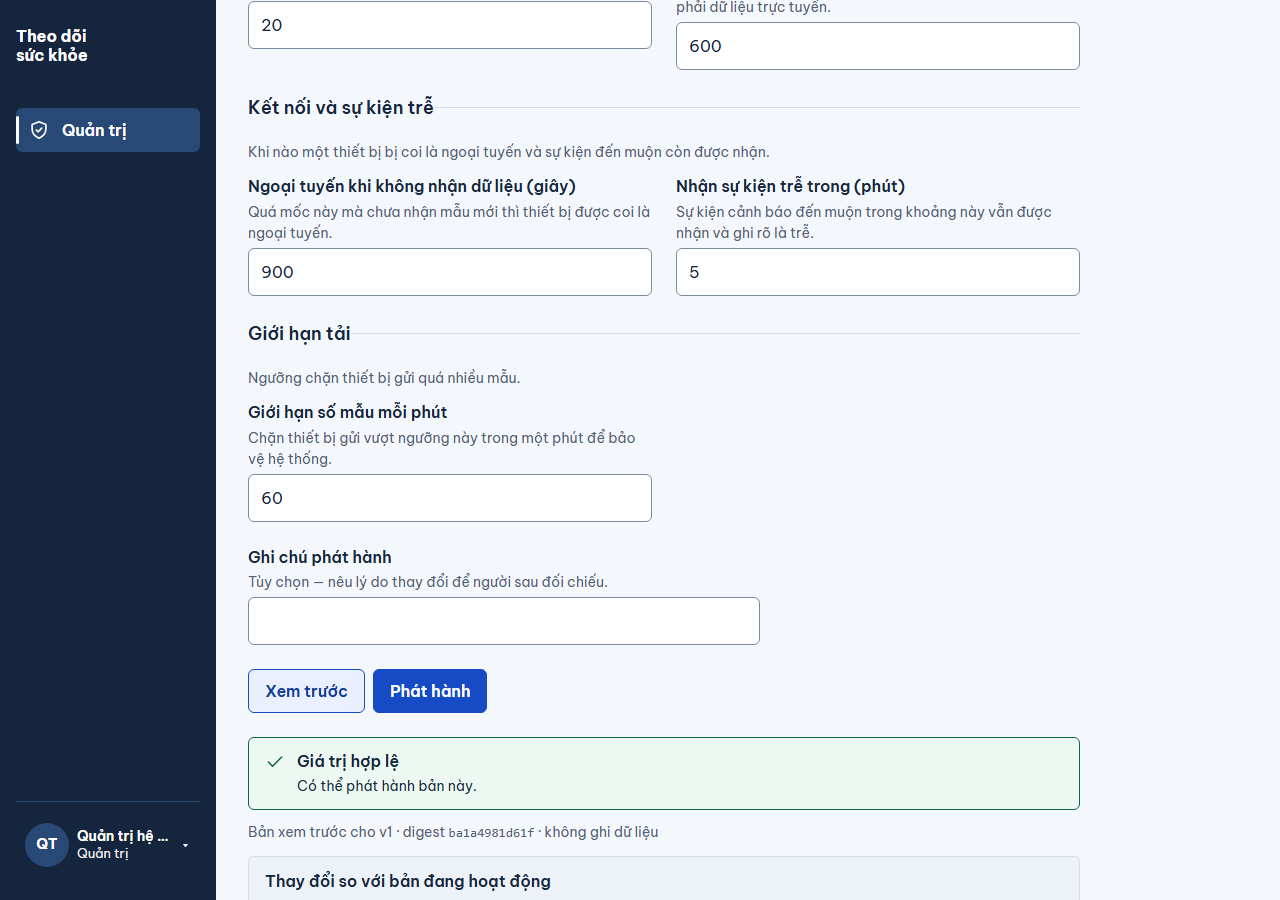 Theo dõi
sức khỏe
Quản trị
20
phải dữ liệu trực tuyến.
600
Kết nối và sự kiện trễ
Khi nào một thiết bị bị coi là ngoại tuyến và sự kiện đến muộn còn được nhận.
Ngoại tuyến khi không nhận dữ liệu (giây)
Quá mốc này mà chưa nhận mẫu mới thì thiết bị được coi là
ngoại tuyến.
900
Nhận sự kiện trễ trong (phút)
Sự kiện cảnh báo đến muộn trong khoảng này vẫn được
nhận và ghi rõ là trễ.
5
Giới hạn tải
Ngưỡng chặn thiết bị gửi quá nhiều mẫu.
Giới hạn số mẫu mỗi phút
Chặn thiết bị gửi vượt ngưỡng này trong một phút để bảo
vệ hệ thống.
60
Ghi chú phát hành
Tùy chọn — nêu lý do thay đổi để người sau đối chiếu.
Xem trước
Phát hành
Giá trị hợp lệ
Có thể phát hành bản này.
Bản xem trước cho v1 · digest ba1a4981d61f · không ghi dữ liệu
Thay đổi so với bản đang hoạt động
QT
Quản trị hệ ...
Quản trị